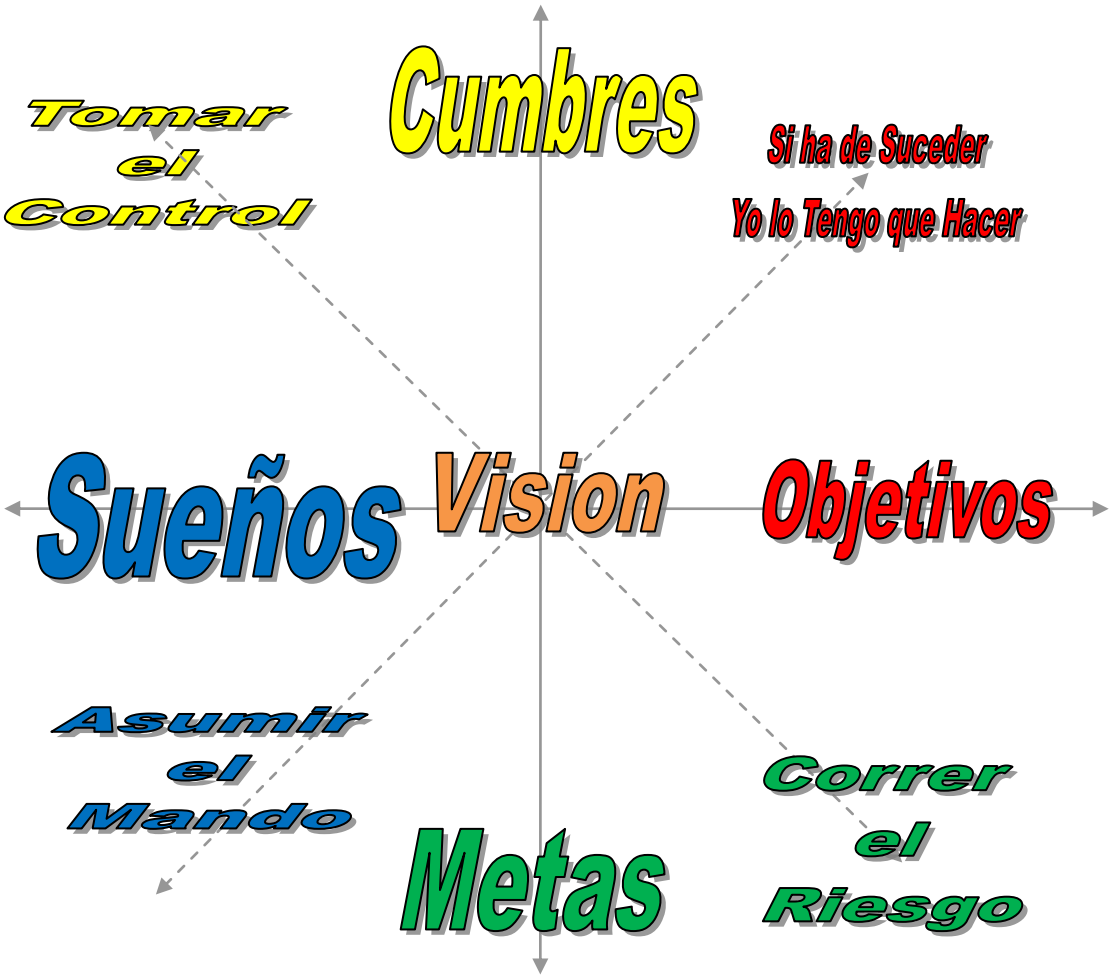 Cumbres
Tomar
el
Control
Si ha de Suceder
Yo lo Tengo que Hacer
Sueños
Vision
Objetivos
Asumir
el
Mando
Metas
Correr
el
Riesgo